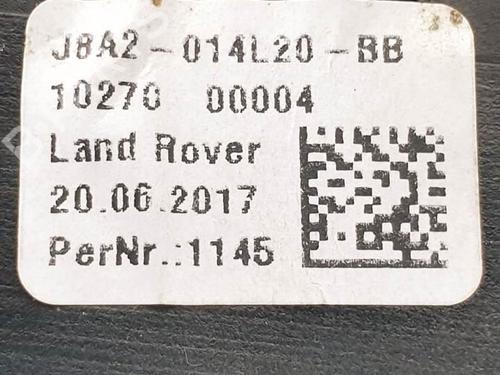 J8A2-014L20-BB
10270 00004
Land Rover
20.06.2017
PerNr.:1145